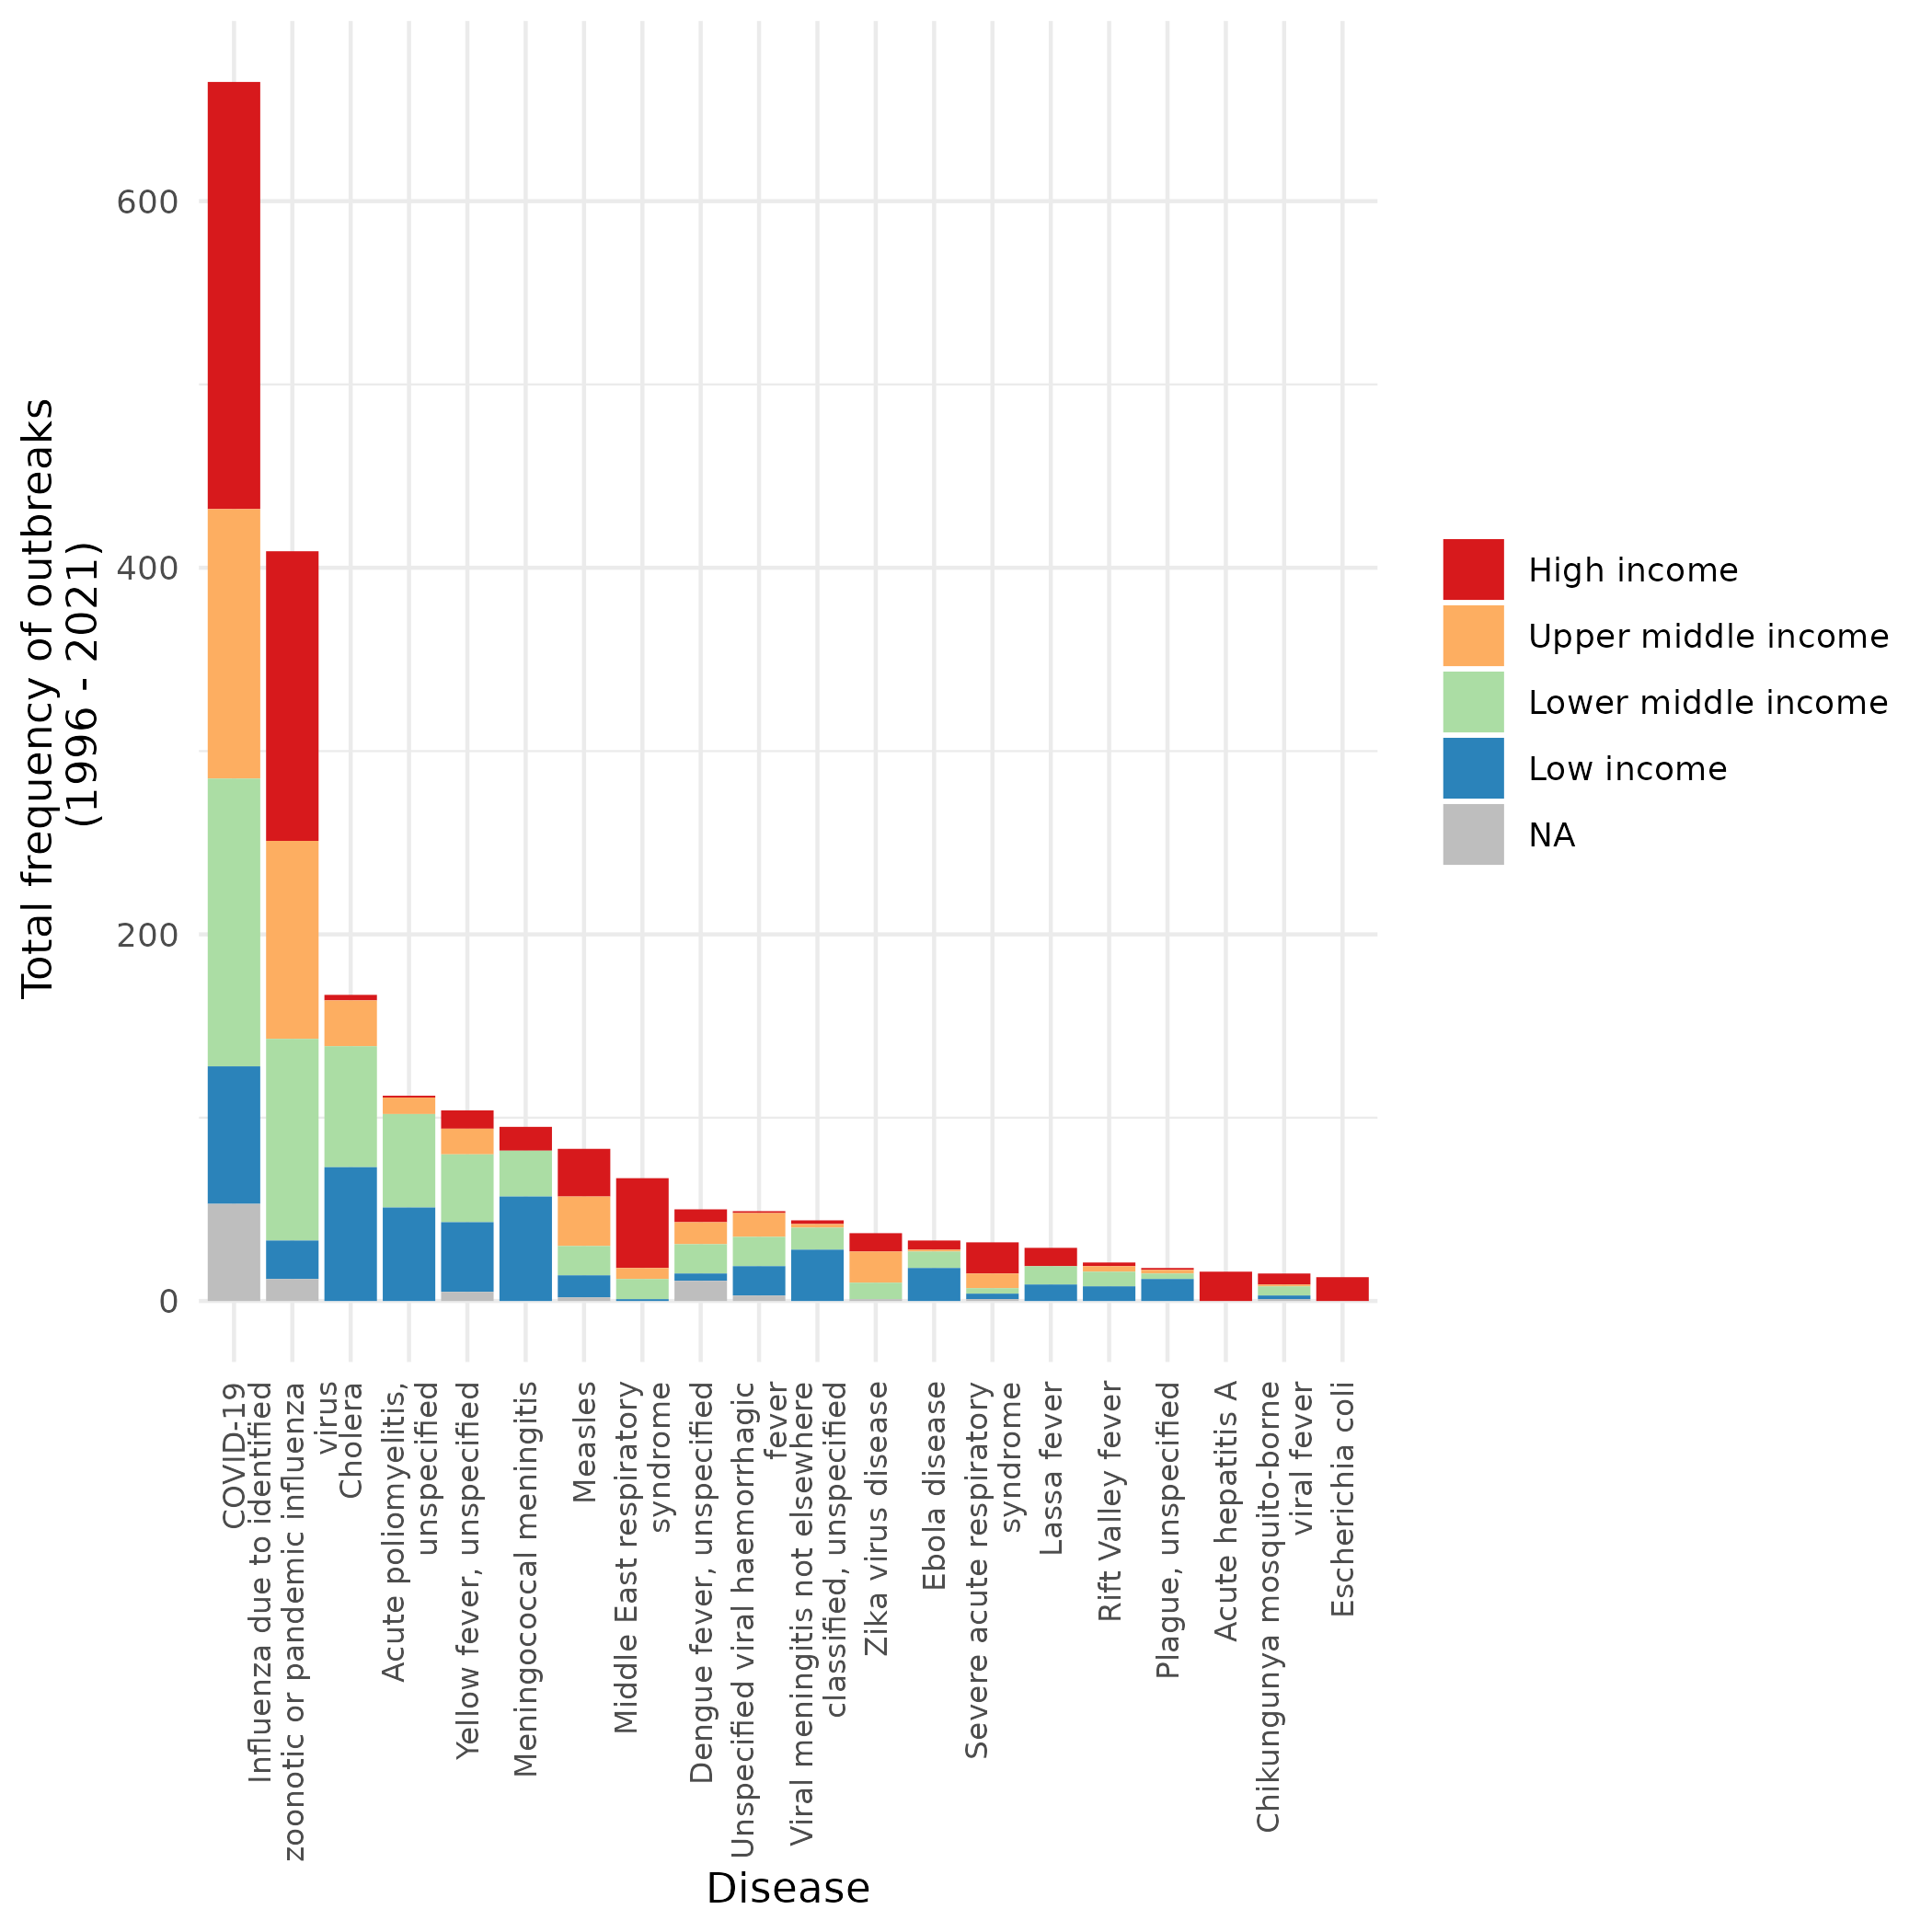 Total frequency of outbreaks
(1996 - 2021)
600
400
200
0
COVID-19
Influenza due to identified
zoonotic or pandemic influenza
virus
Cholera
Acute poliomyelitis,
unspecified
Yellow fever, unspecified
Meningococcal meningitis
Measles
Middle East respiratory
syndrome
Dengue fever, unspecified
Unspecified viral haemorrhagic
fever
Viral meningitis not elsewhere
classified, unspecified
Zika virus disease
Ebola disease
Severe acute respiratory
syndrome
Lassa fever
Rift Valley fever
Plague, unspecified
Acute hepatitis A
Chikungunya mosquito-borne
viral fever
Escherichia coli
Disease
High income
Upper middle income
Lower middle income
Low income
NA